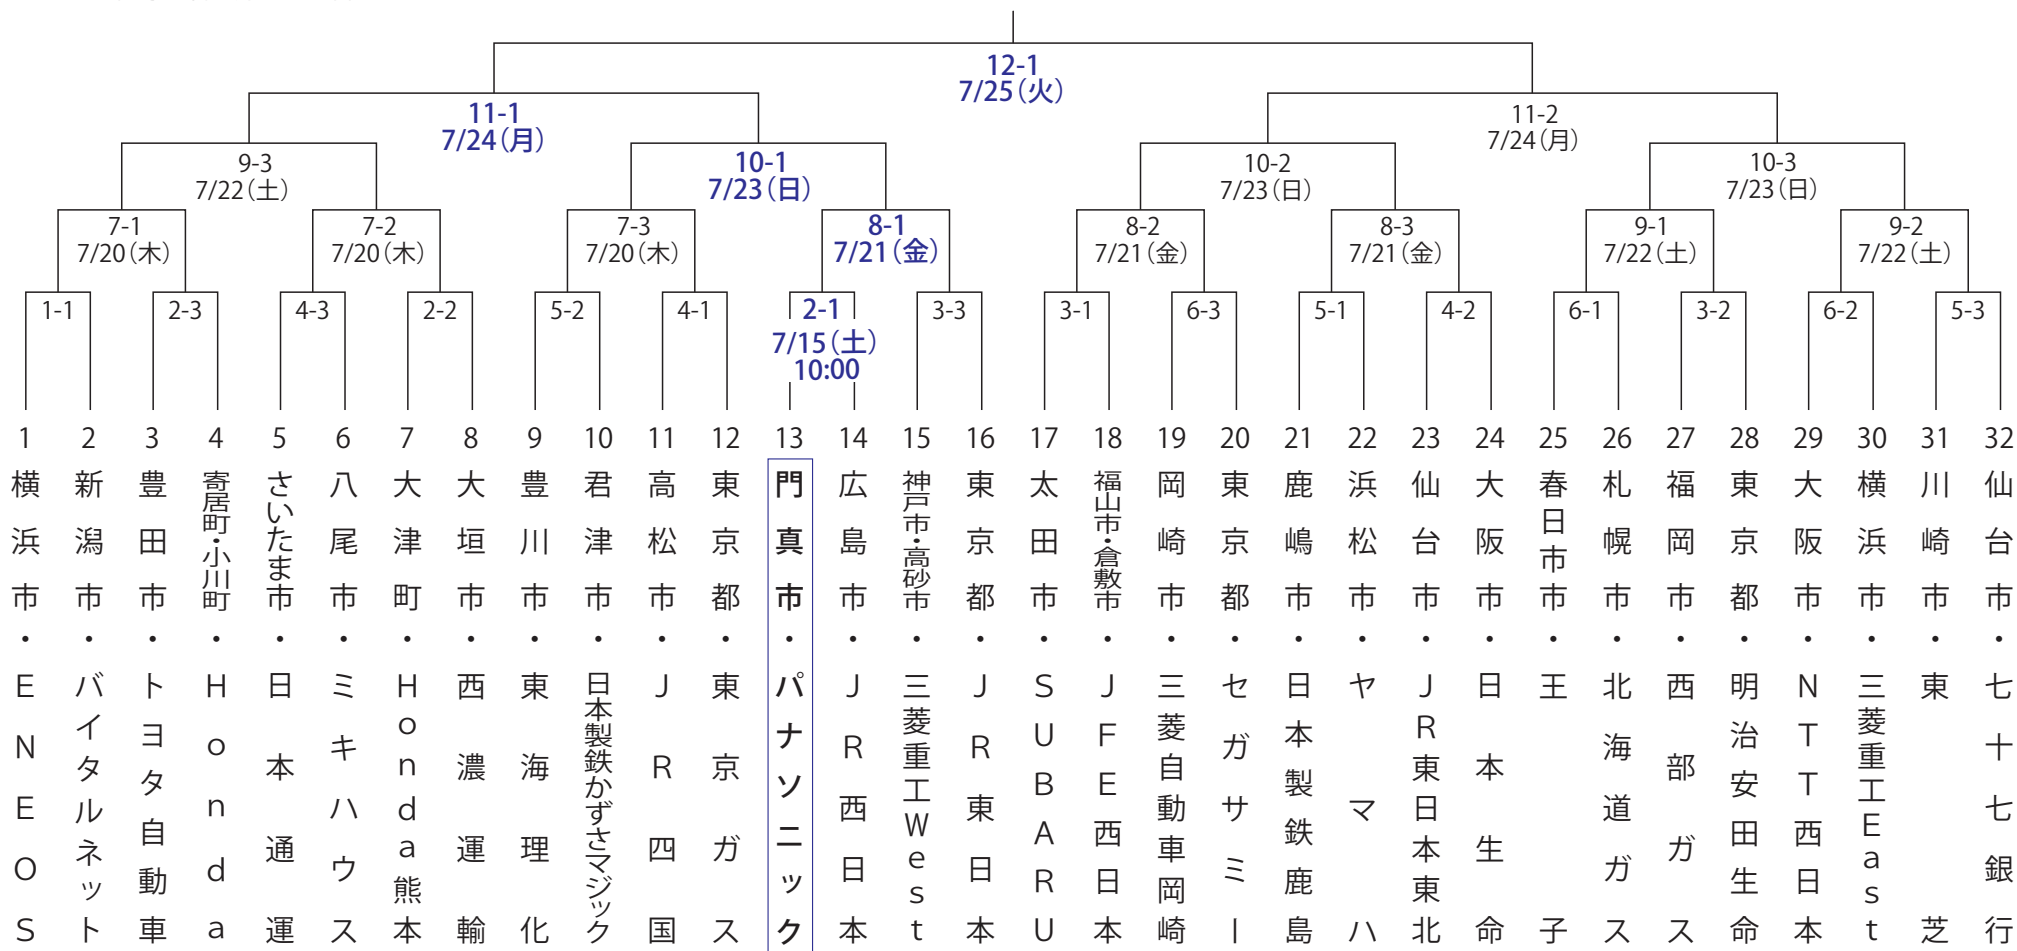 12-1
7/25(火)
11-1
7/24(月)
11-2
7/24(月)
9-3
7/22(土)
10-1
7/23(日)
10-2
7/23(日)
10-3
7/23(日)
7-1
7/20(木)
7-2
7/20(木)
7-3
7/20(木)
8-1
7/21(金)
8-2
7/21(金)
8-3
7/21(金)
9-1
7/22(土)
9-2
7/22(土)
1-1
2-3
4-3
2-2
5-2
4-1
2-1
7/15(土)
10:00
3-3
3-1
6-3
5-1
4-2
6-1
3-2
6-2
5-3
1 横浜市・ENEOS
2 新潟市・バイタルネット
3 豊田市・トヨタ自動車
4 寄居町・小川町・Honda
5 さいたま市・日本通運
6 八尾市・ミキハウス
7 大津町・Honda熊本
8 大垣市・西濃運輸
9 豊川市・東海理化
10 君津市・日本製鉄かずさマジック
11 高松市・JR四国
12 東京都・東京ガス
13 門真市・パナソニック
14 広島市・JR西日本
15 神戸市・高砂市・三菱重工West
16 東京都・JR東日本
17 太田市・SUBARU
18 福山市・倉敷市・JFE西日本
19 岡崎市・三菱自動車岡崎
20 東京都・セガサミー
21 鹿嶋市・日本製鉄鹿島
22 浜松市・ヤマハ
23 仙台市・JR東日本東北
24 大阪市・日本生命
25 春日井市・王子
26 札幌市・北海道ガス
27 福岡市・西部ガス
28 東京都・明治安田生命
29 大阪市・NTT西日本
30 横浜市・三菱重工East
31 川崎市・東芝
32 仙台市・七十七銀行